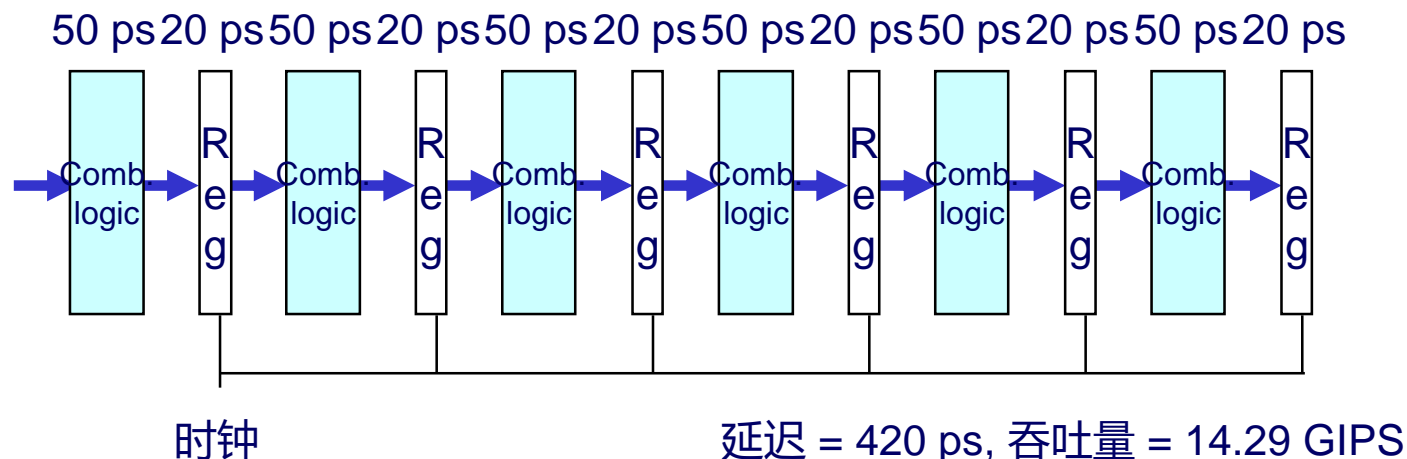 50 ps20 ps50 ps20 ps50 ps20 ps50 ps20 ps50 ps20 ps50 ps20 ps
Comb.
logic
Reg
Comb.
logic
Reg
Comb.
logic
Reg
Comb.
logic
Reg
Comb.
logic
Reg
Comb.
logic
Reg
时钟
延迟 = 420 ps, 吞吐量 = 14.29 GIPS